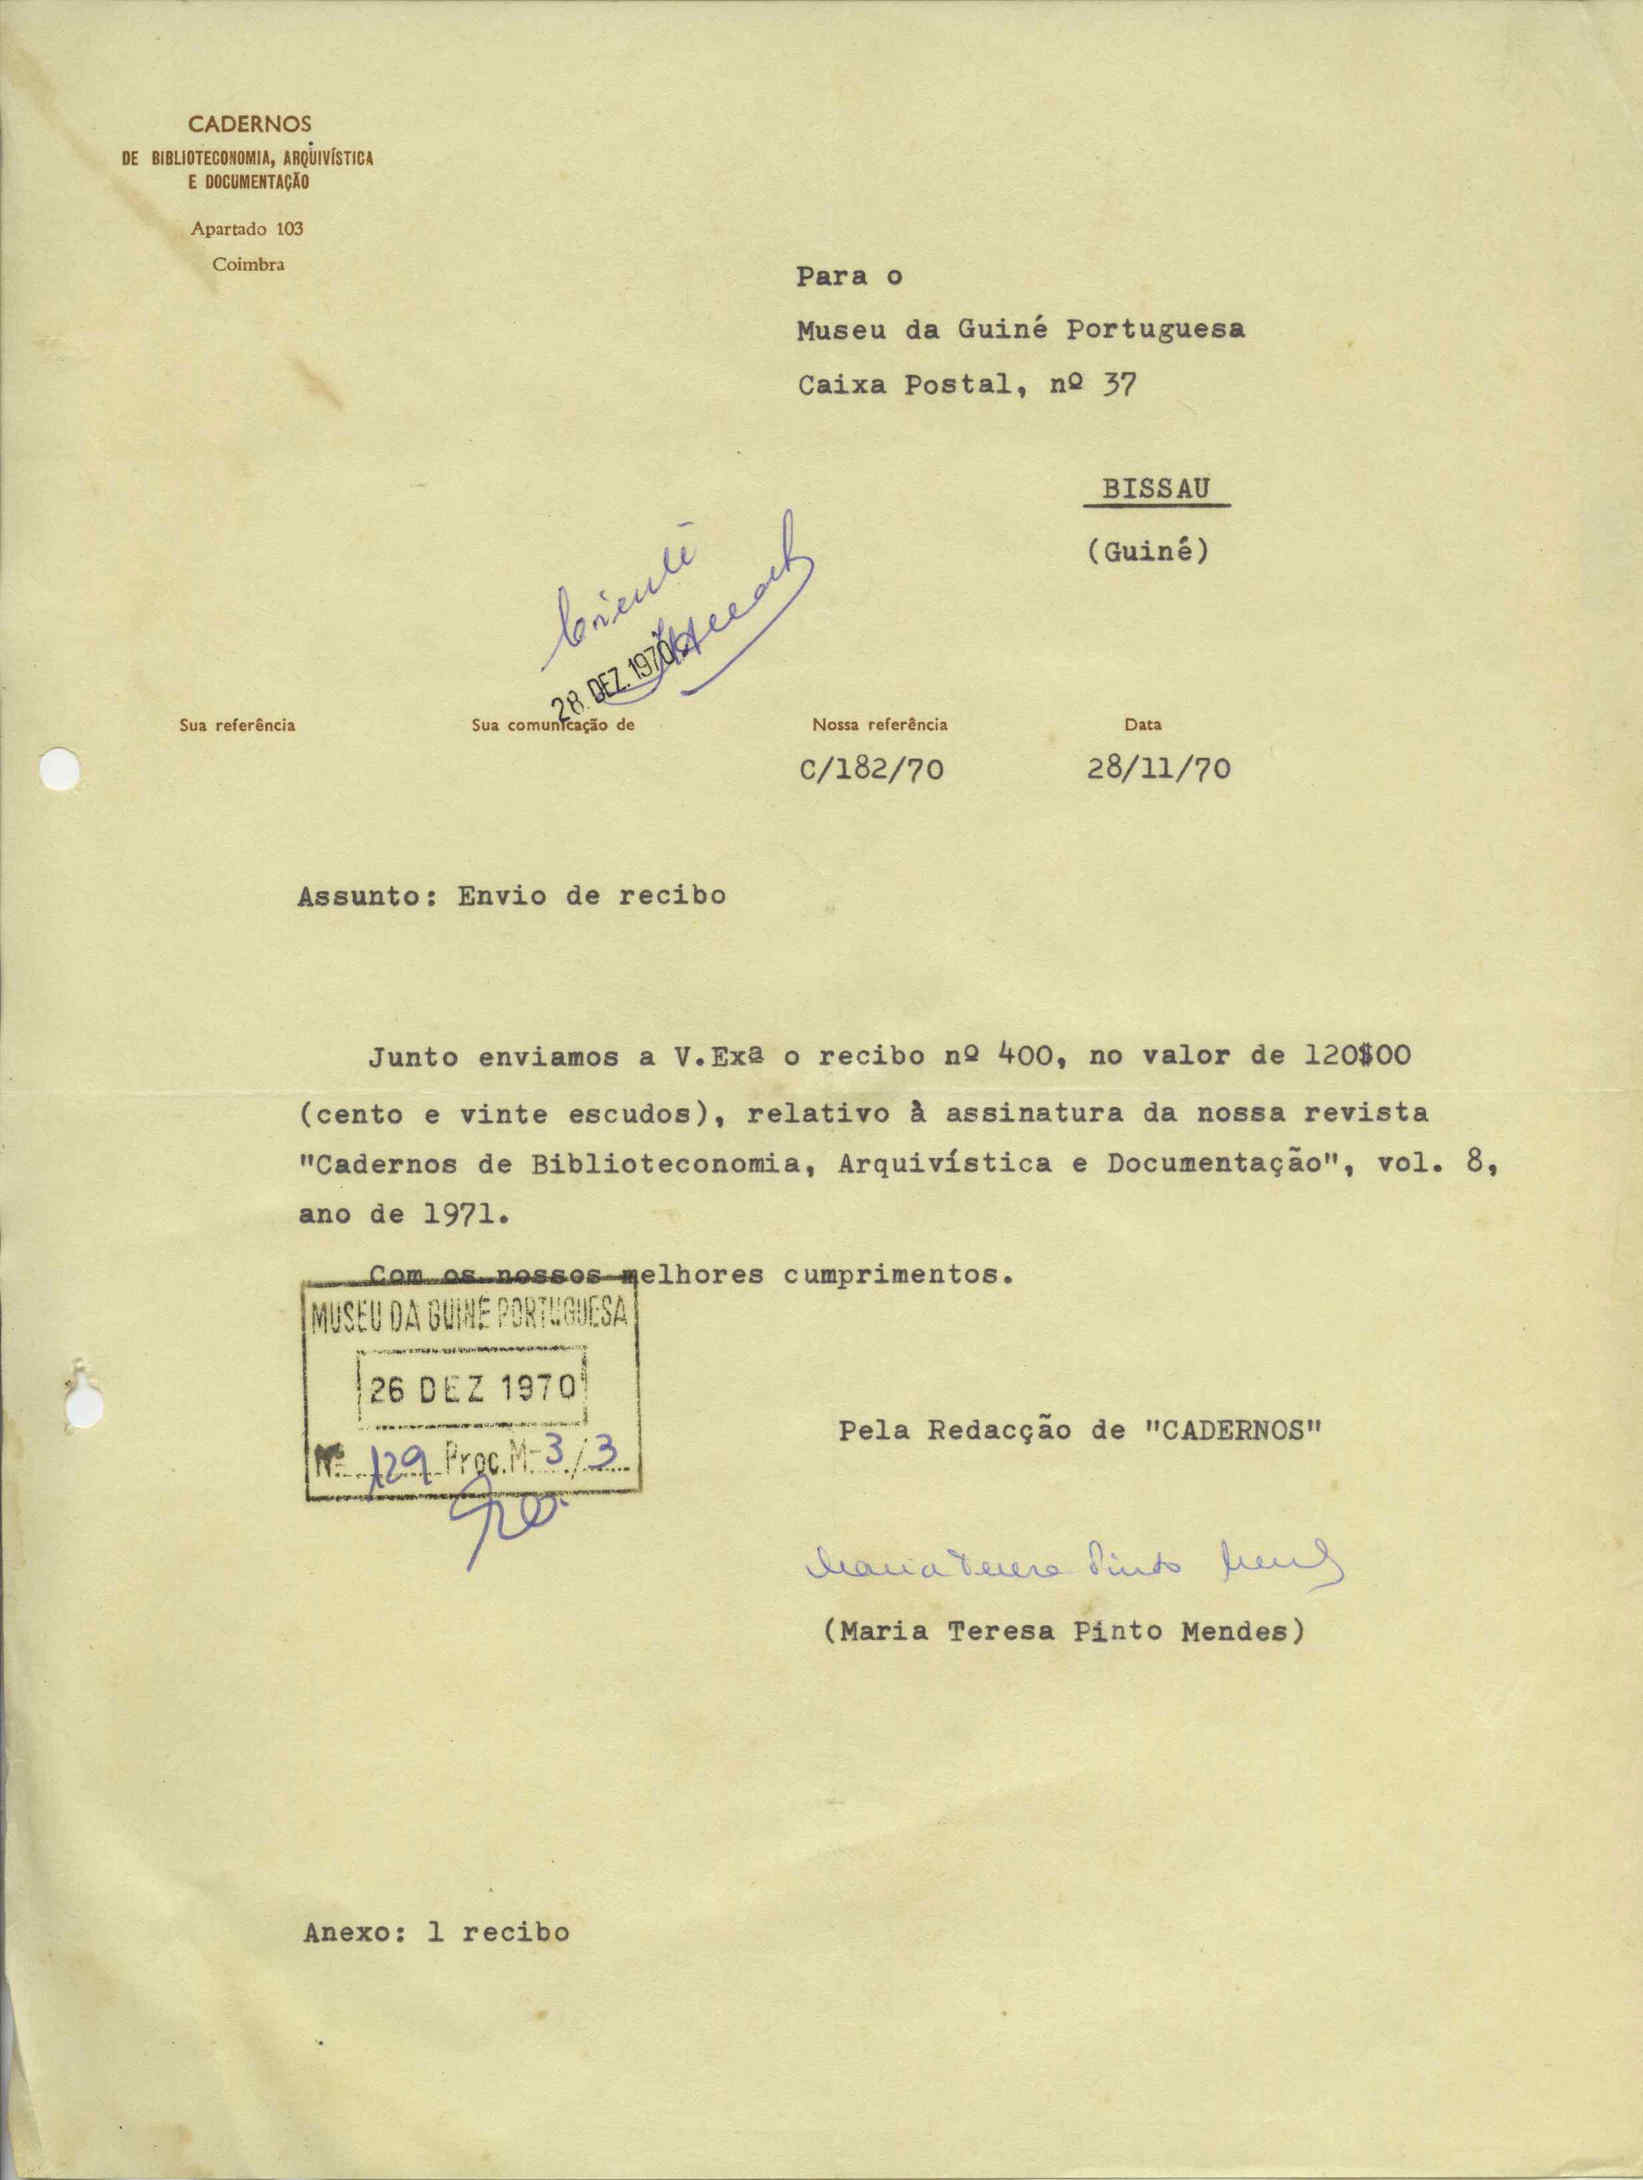 CADERNOS
DE BIBLIOTECONOMIA, ARQUIVÍSTICA
E DOCUMENTAÇÃO
Apartado 103
Coimbra
Para o
Museu da Guiné Portuguesa
Caixa Postal, nº 37
BISSAU
(Guiné)
Ciente
28. DEZ. 1970
Sua referência Sua comunicação de Nossa referência Data
C/182/70 28/11/70
Assunto: Envio de recibo
Junto enviamos a V.Exª o recibo nº 400, no valor de 120$00
(cento e vinte escudos), relativo à assinatura da nossa revista
"Cadernos de Biblioteconomia, Arquivística e Documentação", vol. 8,
ano de 1971.
Com os nossos melhores cumprimentos.
MUSEU DA GUINÉ PORTUGUESA
26 DEZ 1970
Nº 129 Proc. M-3/3
Pela Redacção de "CADERNOS"
Maria Teresa Pinto Mendes
(Maria Teresa Pinto Mendes)
Anexo: 1 recibo